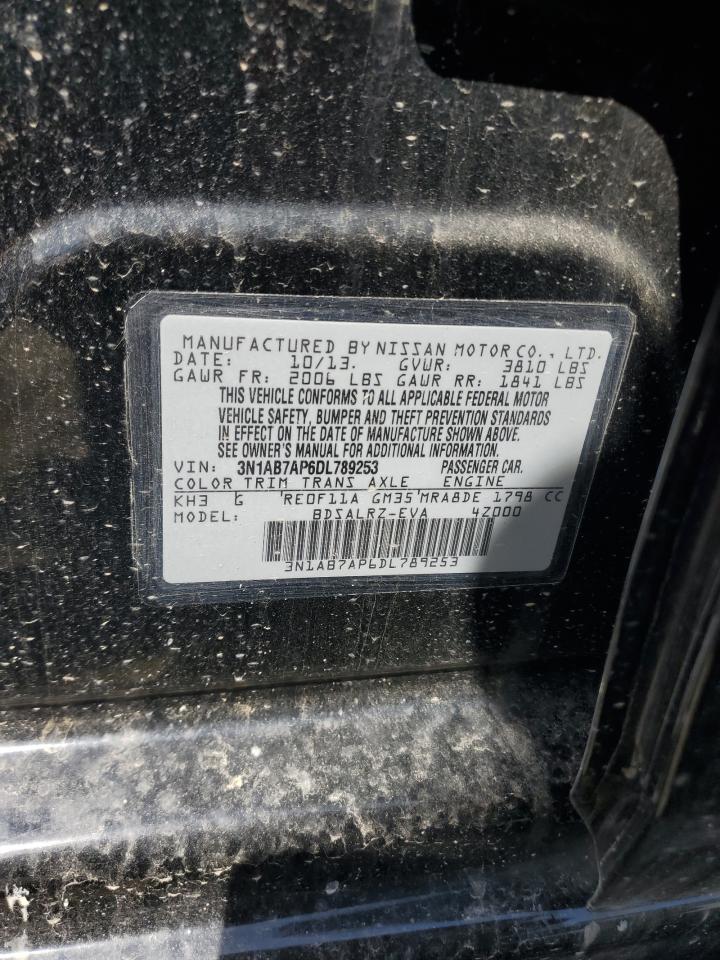 MANUFACTURED BY NISSAN MOTOR CO., LTD.
DATE: 10/13. GVWR: 3810 LBS
GAWR FR: 2006 LBS GAWR RR: 1841 LBS
THIS VEHICLE CONFORMS TO ALL APPLICABLE FEDERAL MOTOR
VEHICLE SAFETY, BUMPER AND THEFT PREVENTION STANDARDS
IN EFFECT ON THE DATE OF MANUFACTURE SHOWN ABOVE.
SEE OWNER'S MANUAL FOR ADDITIONAL INFORMATION.
VIN: 3N1AB7AP6DL789253 PASSENGER CAR.
COLOR TRIM TRANS AXLE ENGINE
KH3 G RE0F11A GM35 MRA8DE 1798 CC
MODEL: BDSALRZ-EVA 4Z000
3N1AB7AP6DL789253